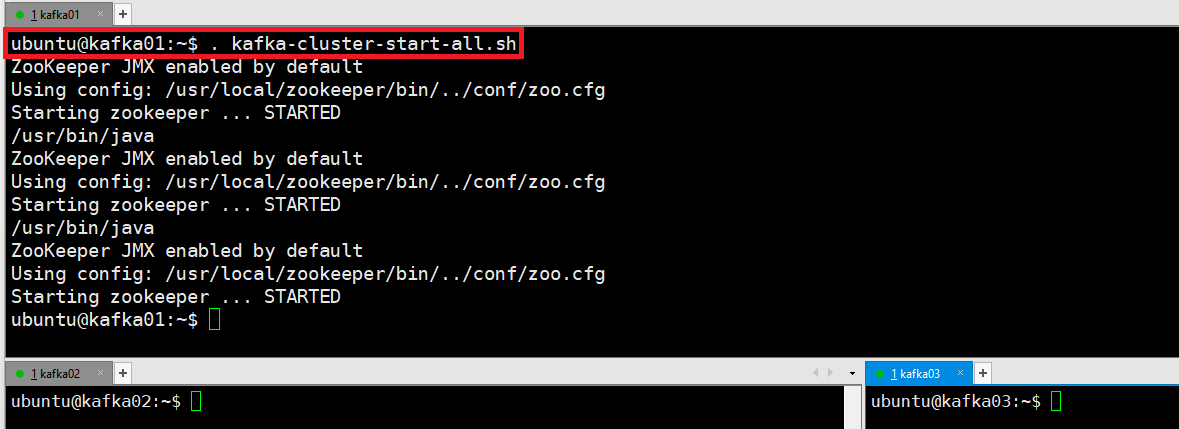 1 kafka01 × +
ubuntu@kafka01:~$ . kafka-cluster-start-all.sh
ZooKeeper JMX enabled by default
Using config: /usr/local/zookeeper/bin/../conf/zoo.cfg
Starting zookeeper ... STARTED
/usr/bin/java
ZooKeeper JMX enabled by default
Using config: /usr/local/zookeeper/bin/../conf/zoo.cfg
Starting zookeeper ... STARTED
/usr/bin/java
ZooKeeper JMX enabled by default
Using config: /usr/local/zookeeper/bin/../conf/zoo.cfg
Starting zookeeper ... STARTED
ubuntu@kafka01:~$
1 kafka02 × +
ubuntu@kafka02:~$
1 kafka03 × +
ubuntu@kafka03:~$